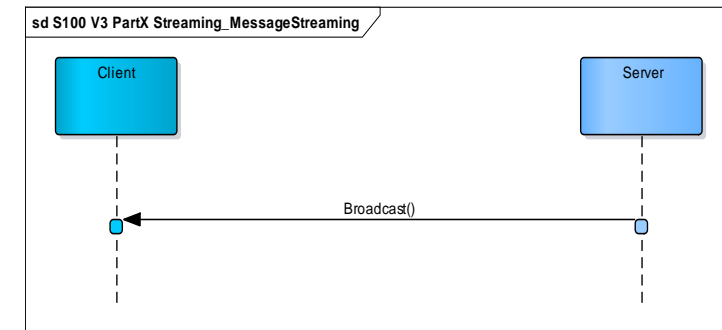 sd S100 V3 PartX Streaming_MessageStreaming
Client
Server
Broadcast()